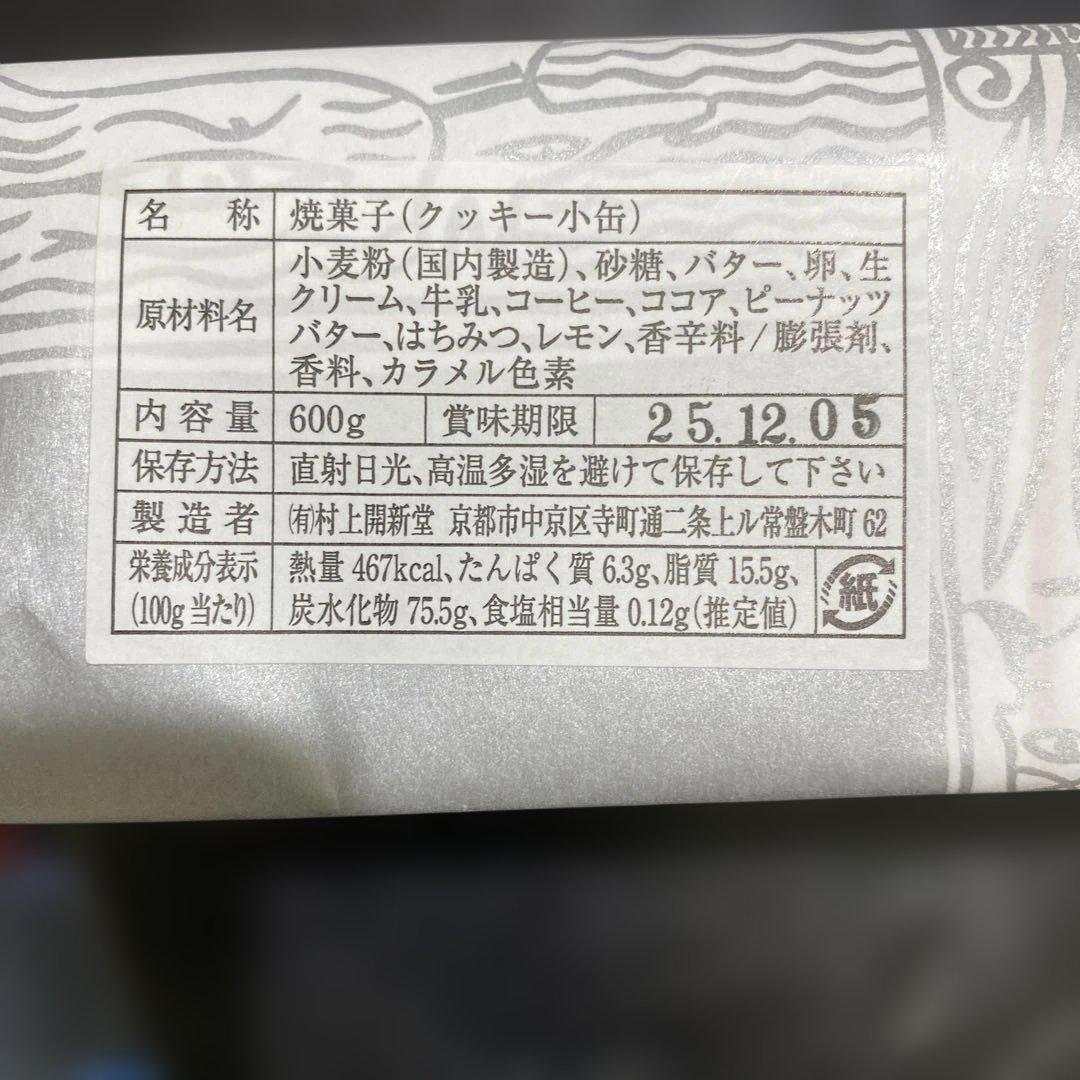 名称 焼菓子(クッキー小缶)
原材料名 小麦粉(国内製造)、砂糖、バター、卵、生
クリーム、牛乳、コーヒー、ココア、ピーナッツ
バター、はちみつ、レモン、香辛料/膨張剤、
香料、カラメル色素
内容量 600g 賞味期限 25.12.05
保存方法 直射日光、高温多湿を避けて保存して下さい
製造者 ㈲村上開新堂 京都市中京区寺町通二条上ル常盤木町62
栄養成分表示 熱量 467kcal、たんぱく質 6.3g、脂質 15.5g、
(100g当たり) 炭水化物 75.5g、食塩相当量 0.12g(推定値)
紙